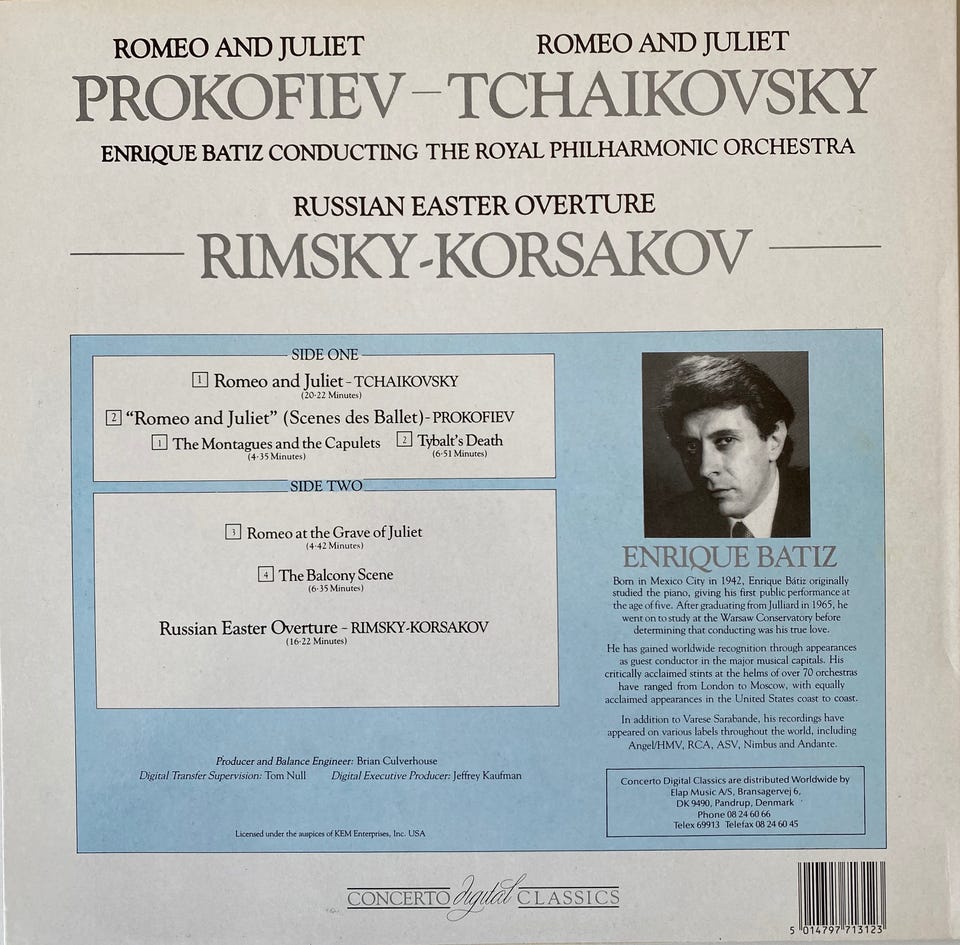 ROMEO AND JULIET ROMEO AND JULIET
PROKOFIEV – TCHAIKOVSKY
ENRIQUE BATIZ CONDUCTING THE ROYAL PHILHARMONIC ORCHESTRA
RUSSIAN EASTER OVERTURE
RIMSKY-KORSAKOV
SIDE ONE
1 Romeo and Juliet – TCHAIKOVSKY
(20·22 Minutes)
2 “Romeo and Juliet” (Scenes des Ballet)- PROKOFIEV
1 The Montagues and the Capulets 2 Tybalt's Death
(4·35 Minutes) (6·51 Minutes)
SIDE TWO
3 Romeo at the Grave of Juliet
(4·42 Minutes)
4 The Balcony Scene
(6·35 Minutes)
Russian Easter Overture – RIMSKY-KORSAKOV
(16·22 Minutes)
Producer and Balance Engineer: Brian Culverhouse
Digital Transfer Supervision: Tom Null Digital Executive Producer: Jeffrey Kaufman
Licensed under the auspices of KEM Enterprises, Inc. USA
ENRIQUE BATIZ
Born in Mexico City in 1942, Enrique Bátiz originally
studied the piano, giving his first public performance at
the age of five. After graduating from Julliard in 1965, he
went on to study at the Warsaw Conservatory before
determining that conducting was his true love.
He has gained worldwide recognition through appearances
as guest conductor in the major musical capitals. His
critically acclaimed stints at the helms of over 70 orchestras
have ranged from London to Moscow, with equally
acclaimed appearances in the United States coast to coast.
In addition to Varese Sarabande, his recordings have
appeared on various labels throughout the world, including
Angel/HMV, RCA, ASV, Nimbus and Andante.
Concerto Digital Classics are distributed Worldwide by
Elap Music A/S, Bransagervej 6,
DK 9490, Pandrup, Denmark
Phone 08 24 60 66
Telex 69913 Telefax 08 24 60 45
CONCERTO digital CLASSICS
5 014797 713123